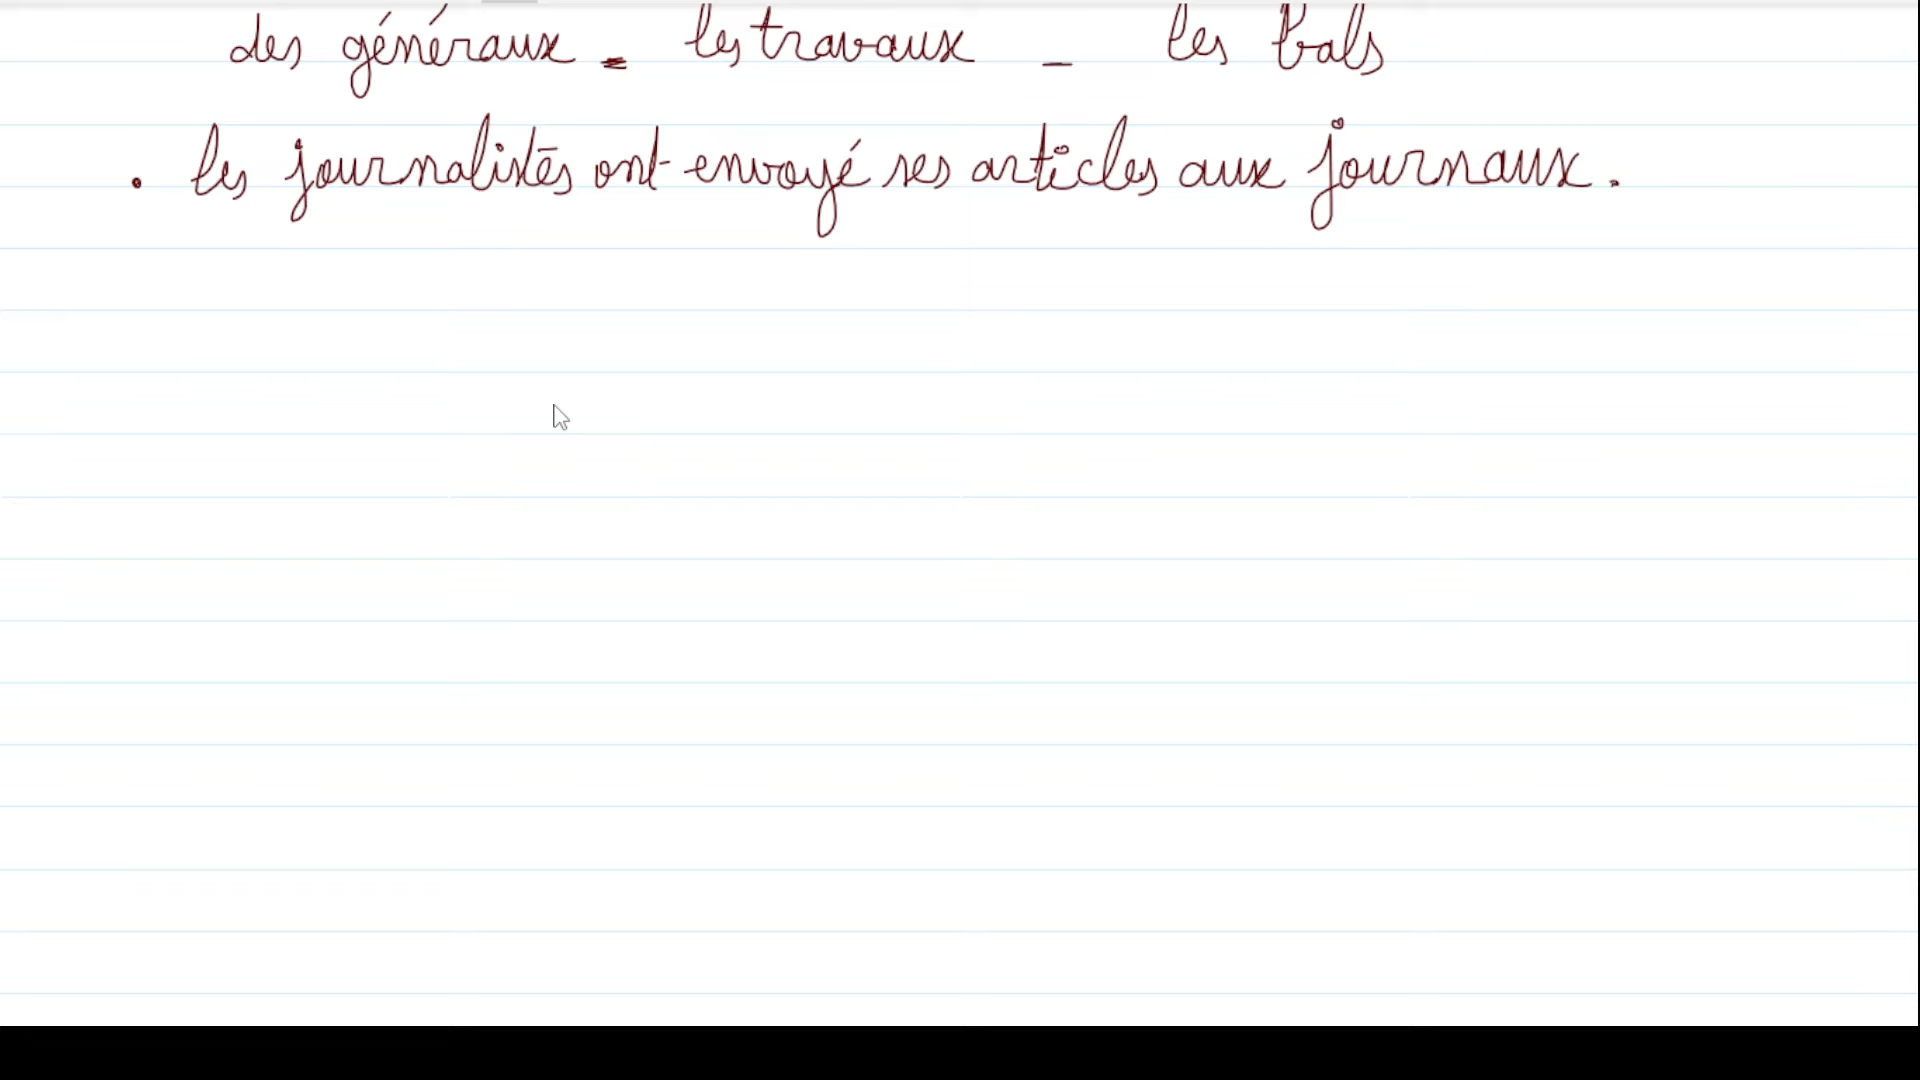 des généraux - les travaux - les bals
. les journalistes ont envoyé ses articles aux journaux.